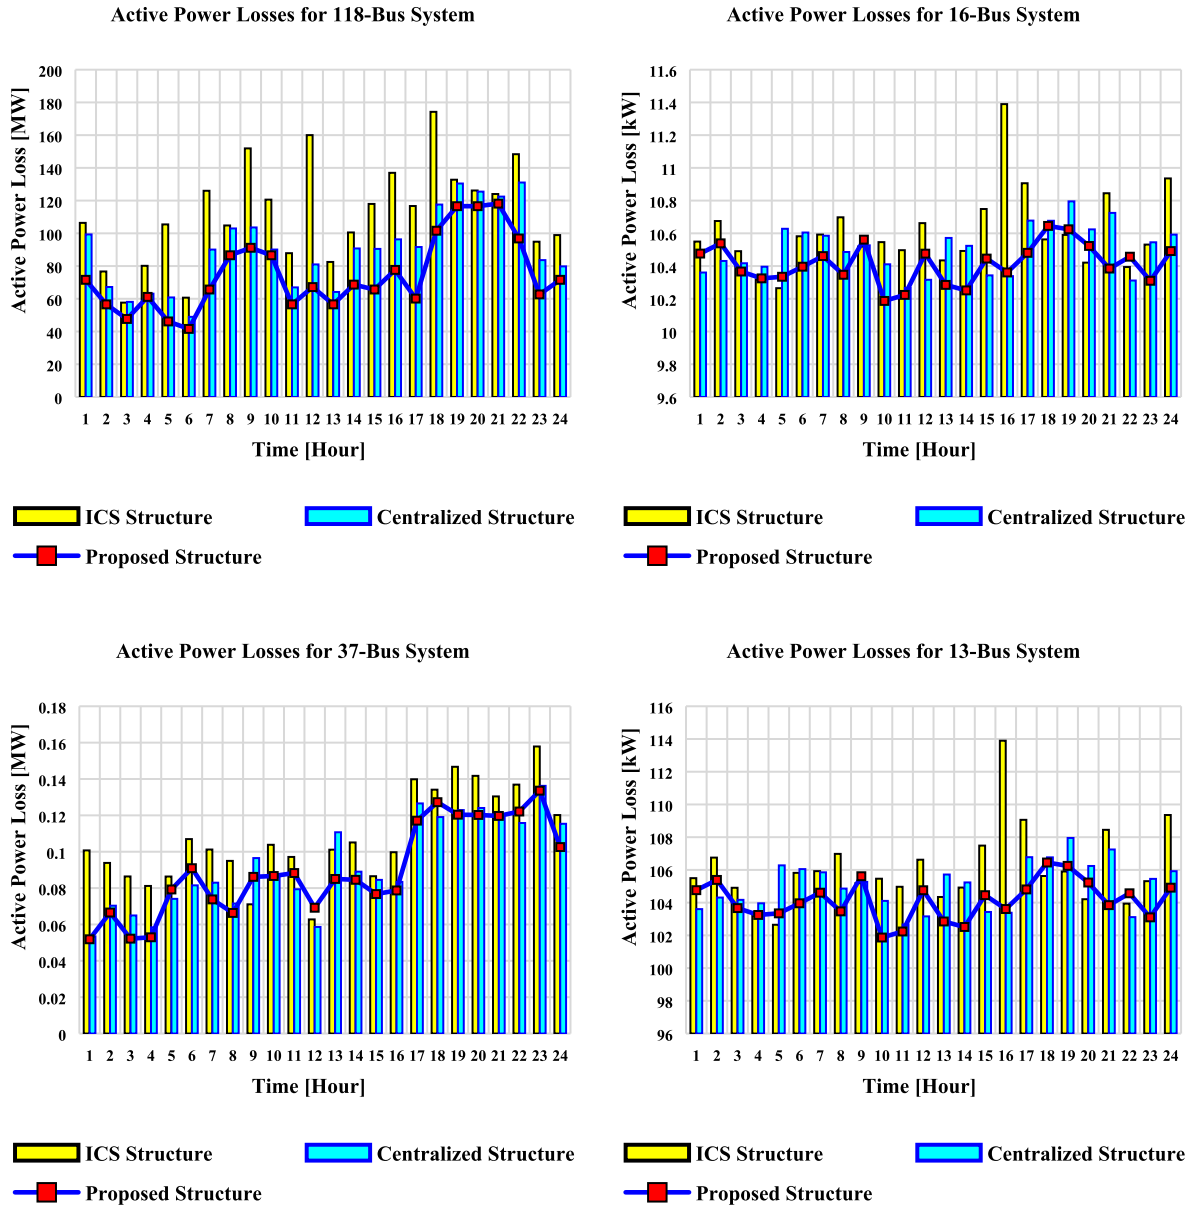 Active Power Losses for 118-Bus System
Active Power Loss [MW]
200
180
160
140
120
100
80
60
40
20
0
1 2 3 4 5 6 7 8 9 10 11 12 13 14 15 16 17 18 19 20 21 22 23 24
Time [Hour]
ICS Structure
Centralized Structure
Proposed Structure
Active Power Losses for 16-Bus System
Active Power Loss [kW]
11.6
11.4
11.2
11
10.8
10.6
10.4
10.2
10
9.8
9.6
1 2 3 4 5 6 7 8 9 10 11 12 13 14 15 16 17 18 19 20 21 22 23 24
Time [Hour]
ICS Structure
Centralized Structure
Proposed Structure
Active Power Losses for 37-Bus System
Active Power Loss [MW]
0.18
0.16
0.14
0.12
0.1
0.08
0.06
0.04
0.02
0
1 2 3 4 5 6 7 8 9 10 11 12 13 14 15 16 17 18 19 20 21 22 23 24
Time [Hour]
ICS Structure
Centralized Structure
Proposed Structure
Active Power Losses for 13-Bus System
Active Power Loss [kW]
116
114
112
110
108
106
104
102
100
98
96
1 2 3 4 5 6 7 8 9 10 11 12 13 14 15 16 17 18 19 20 21 22 23 24
Time [Hour]
ICS Structure
Centralized Structure
Proposed Structure